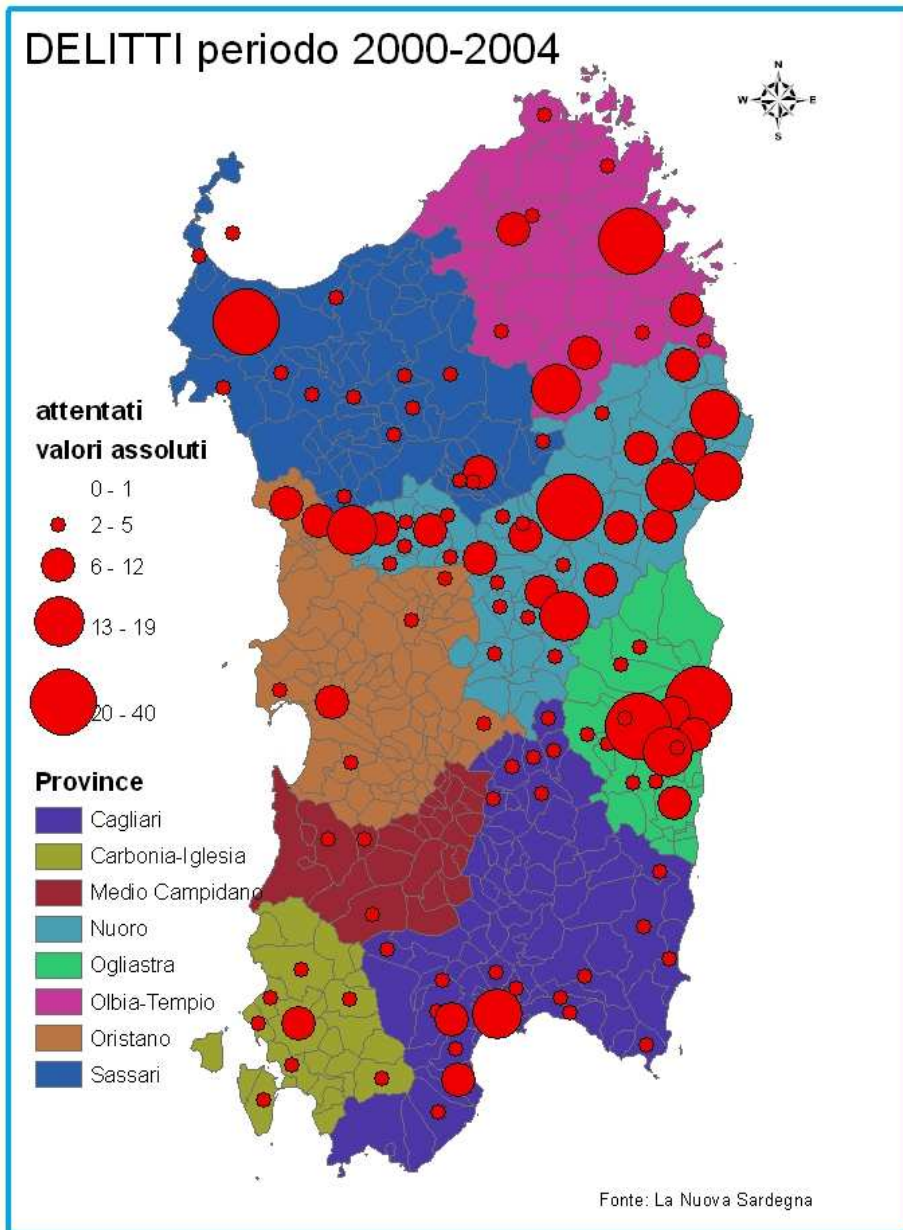 DELITTI periodo 2000-2004
N
W E
S
attentati
valori assoluti
0 - 1
2 - 5
6 - 12
13 - 19
20 - 40
Province
Cagliari
Carbonia-Iglesia
Medio Campidano
Nuoro
Ogliastra
Olbia-Tempio
Oristano
Sassari
Fonte: La Nuova Sardegna